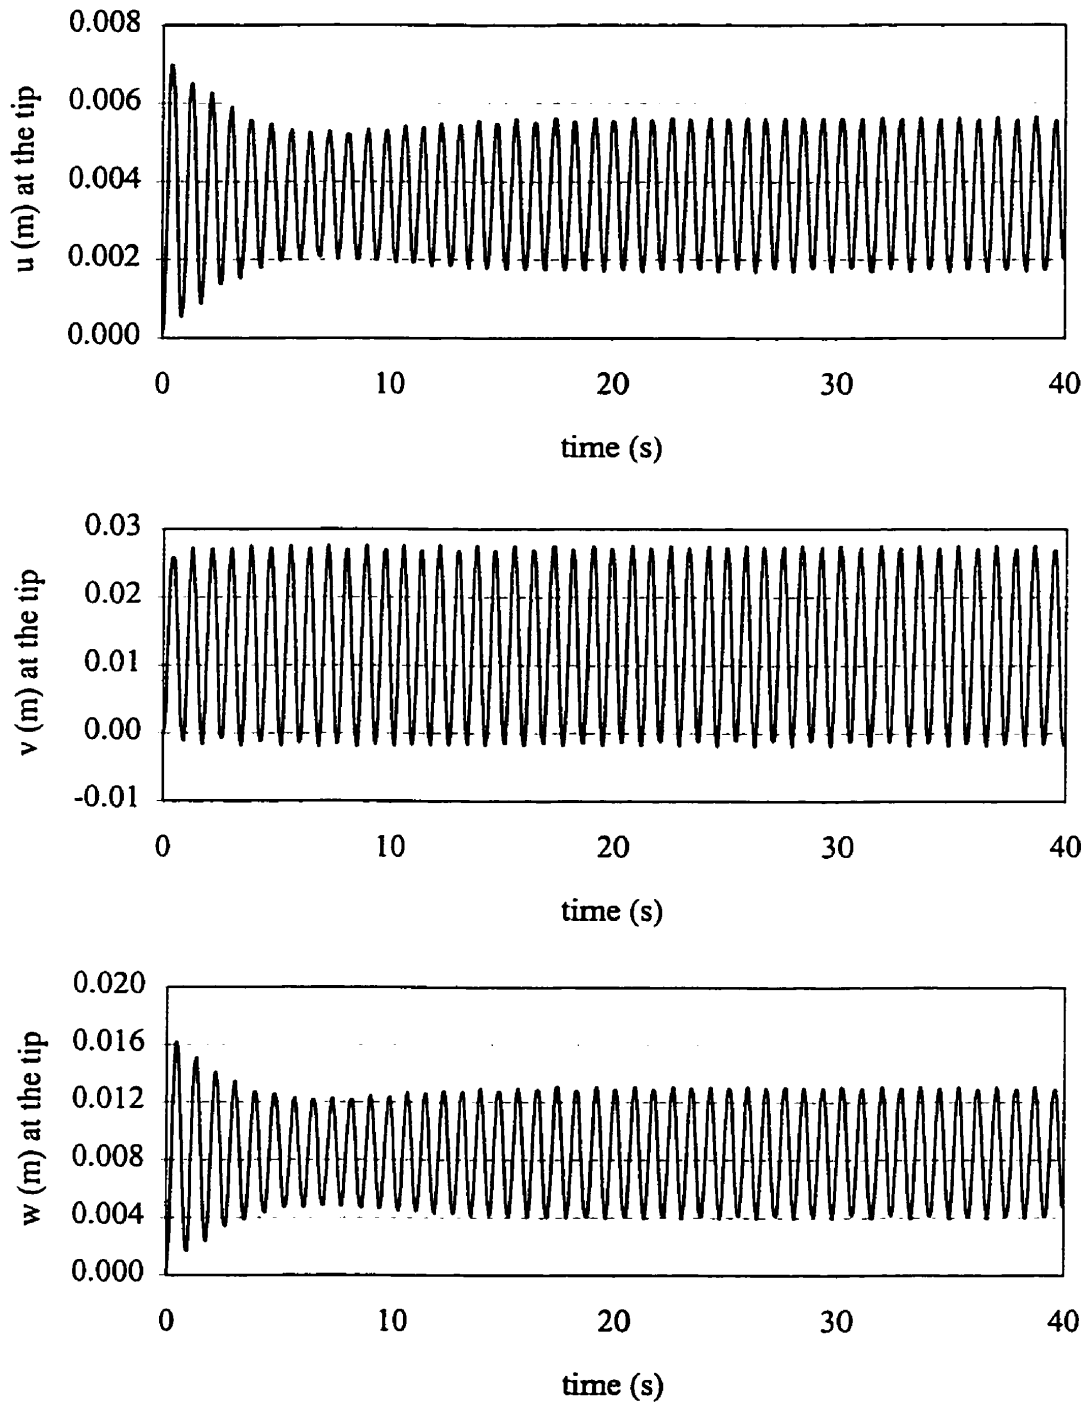 u (m) at the tip
0.008
0.006
0.004
0.002
0.000
0 10 20 30 40
time (s)
v (m) at the tip
0.03
0.02
0.01
0.00
-0.01
0 10 20 30 40
time (s)
w (m) at the tip
0.020
0.016
0.012
0.008
0.004
0.000
0 10 20 30 40
time (s)